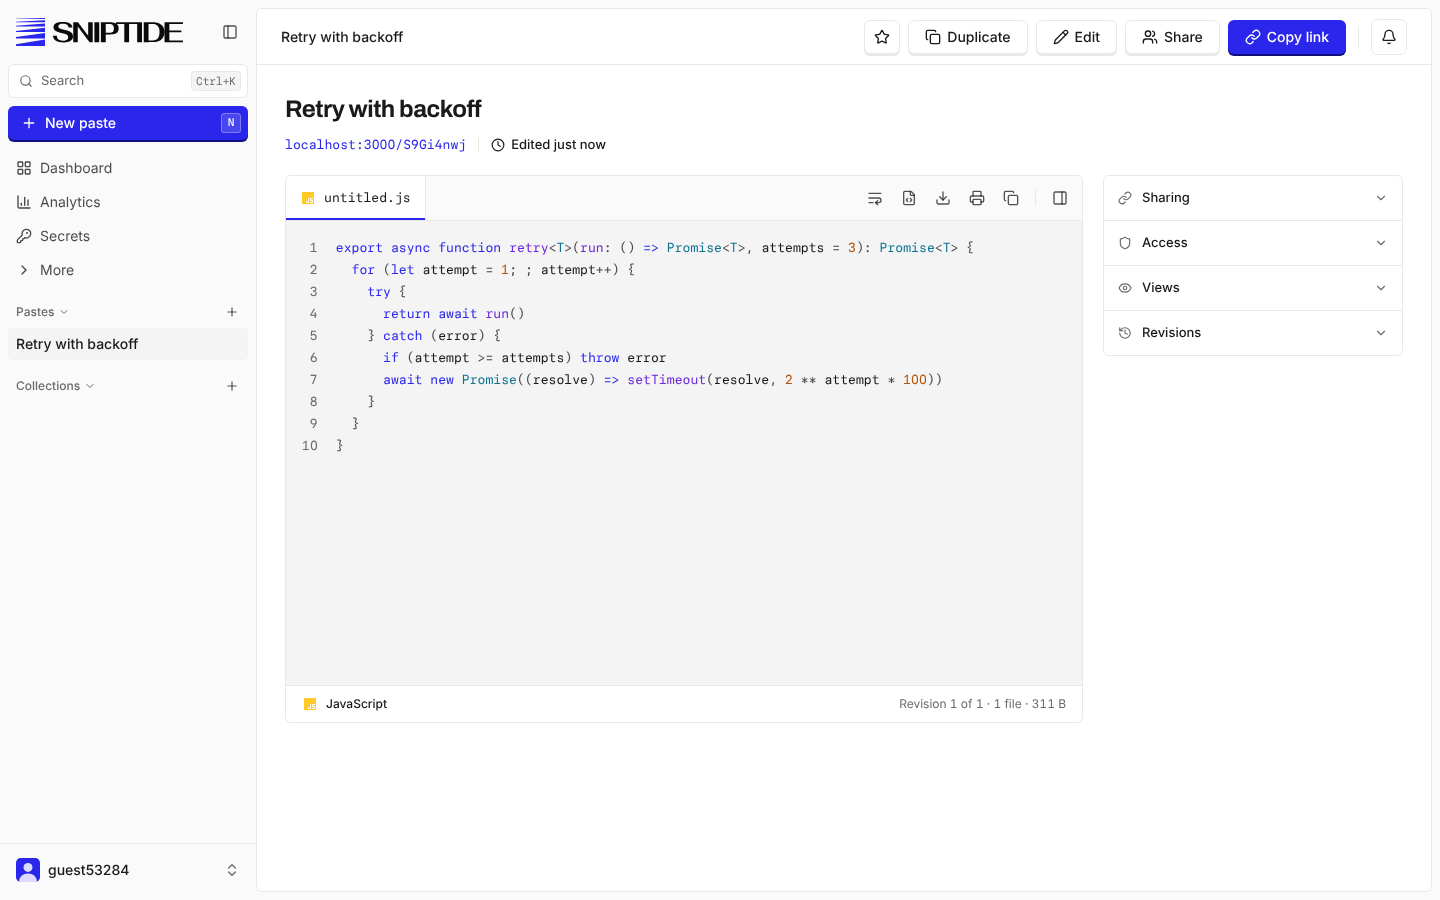 SNIPTIDE
Search
Ctrl+K
New paste
N
Dashboard
Analytics
Secrets
More
Pastes
Retry with backoff
Collections
guest53284
Retry with backoff
Duplicate
Edit
Share
Copy link
Retry with backoff
localhost:3000/S9Gi4nwj
Edited just now
JS
untitled.js
1 export async function retry<T>(run: () => Promise<T>, attempts = 3): Promise<T> {
2   for (let attempt = 1; ; attempt++) {
3     try {
4       return await run()
5     } catch (error) {
6       if (attempt >= attempts) throw error
7       await new Promise((resolve) => setTimeout(resolve, 2 ** attempt * 100))
8     }
9   }
10 }
JS
JavaScript
Revision 1 of 1 · 1 file · 311 B
Sharing
Access
Views
Revisions